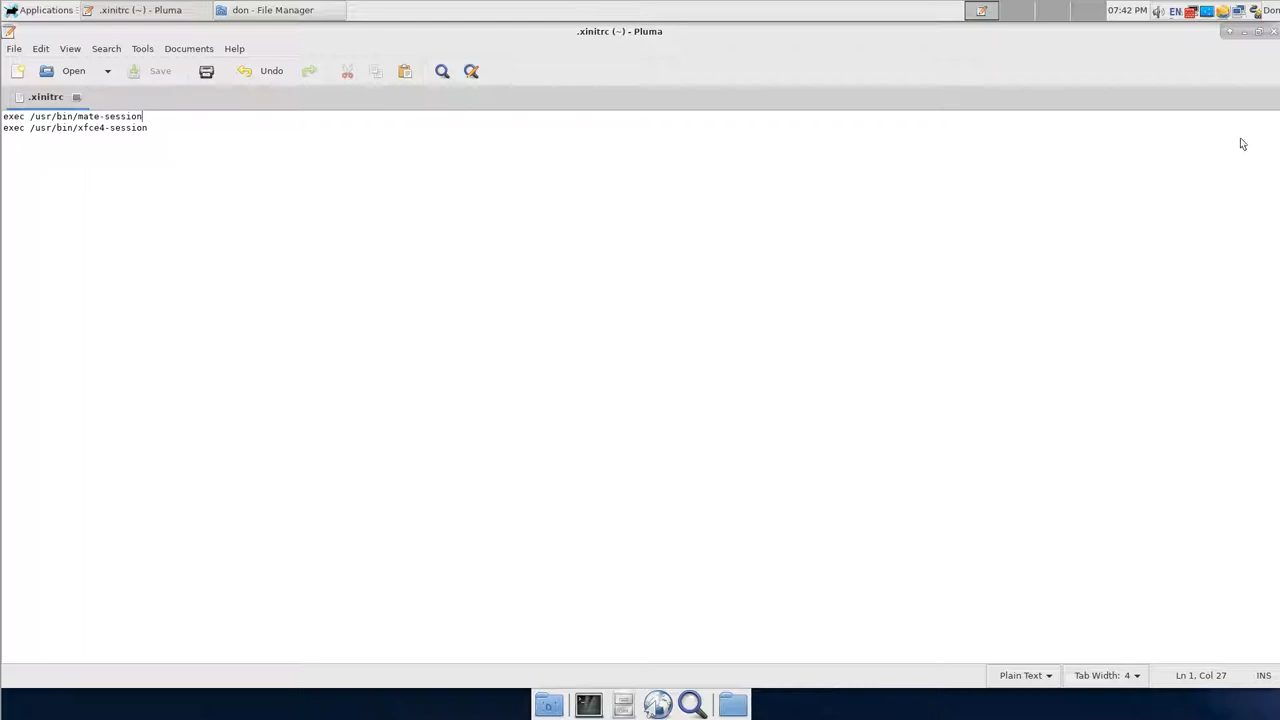 Applications
.xinitrc (~) - Pluma
don - File Manager
07:42 PM
EN
Don
.xinitrc (~) - Pluma
File Edit View Search Tools Documents Help
Open Save Undo
.xinitrc
exec /usr/bin/mate-session
exec /usr/bin/xfce4-session
Plain Text
Tab Width: 4
Ln 1, Col 27
INS